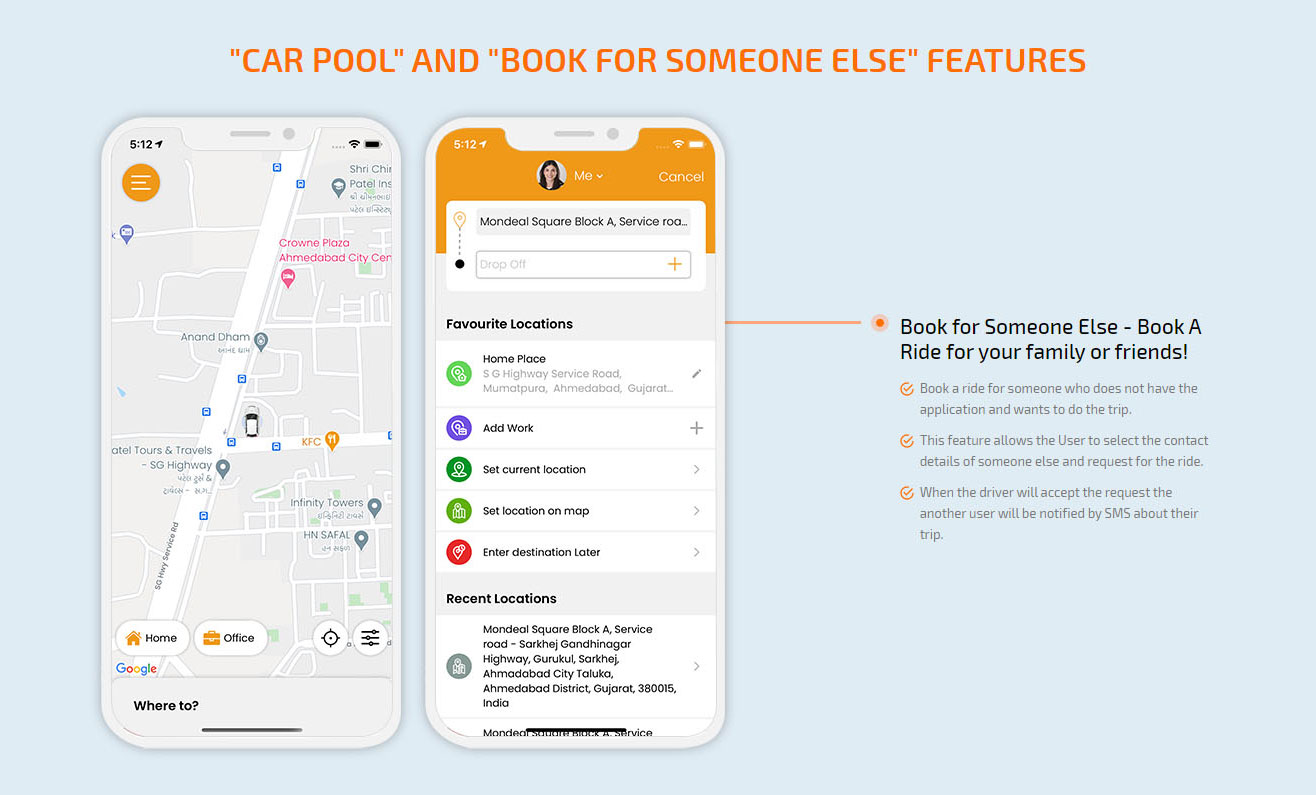 "CAR POOL" AND "BOOK FOR SOMEONE ELSE" FEATURES
5:12
Shri Chi
Patel Ins
Crowne Plaza
Ahmedabad City Cen
Anand Dham
આનંદ ધામ
KFC
atel Tours & Travels
- SG Highway
પટેલ ટુર્સ &
ટ્રાવેલ્સ - સ.ગ.
Infinity Towers
ઇન્ફિનિટી ટાવર્સ
HN SAFAL
SG Hwy Service Rd
Home
Office
Google
Where to?
5:12
Me
Cancel
Mondeal Square Block A, Service roa...
Drop Off
Favourite Locations
Home Place
S G Highway Service Road,
Mumatpura, Ahmedabad, Gujarat...
Add Work
Set current location
Set location on map
Enter destination Later
Recent Locations
Mondeal Square Block A, Service
road - Sarkhej Gandhinagar
Highway, Gurukul, Sarkhej,
Ahmadabad City Taluka,
Ahmedabad District, Gujarat, 380015,
India
Mondeal Square Block A, Service
Book for Someone Else - Book A
Ride for your family or friends!
Book a ride for someone who does not have the
application and wants to do the trip.
This feature allows the User to select the contact
details of someone else and request for the ride.
When the driver will accept the request the
another user will be notified by SMS about their
trip.